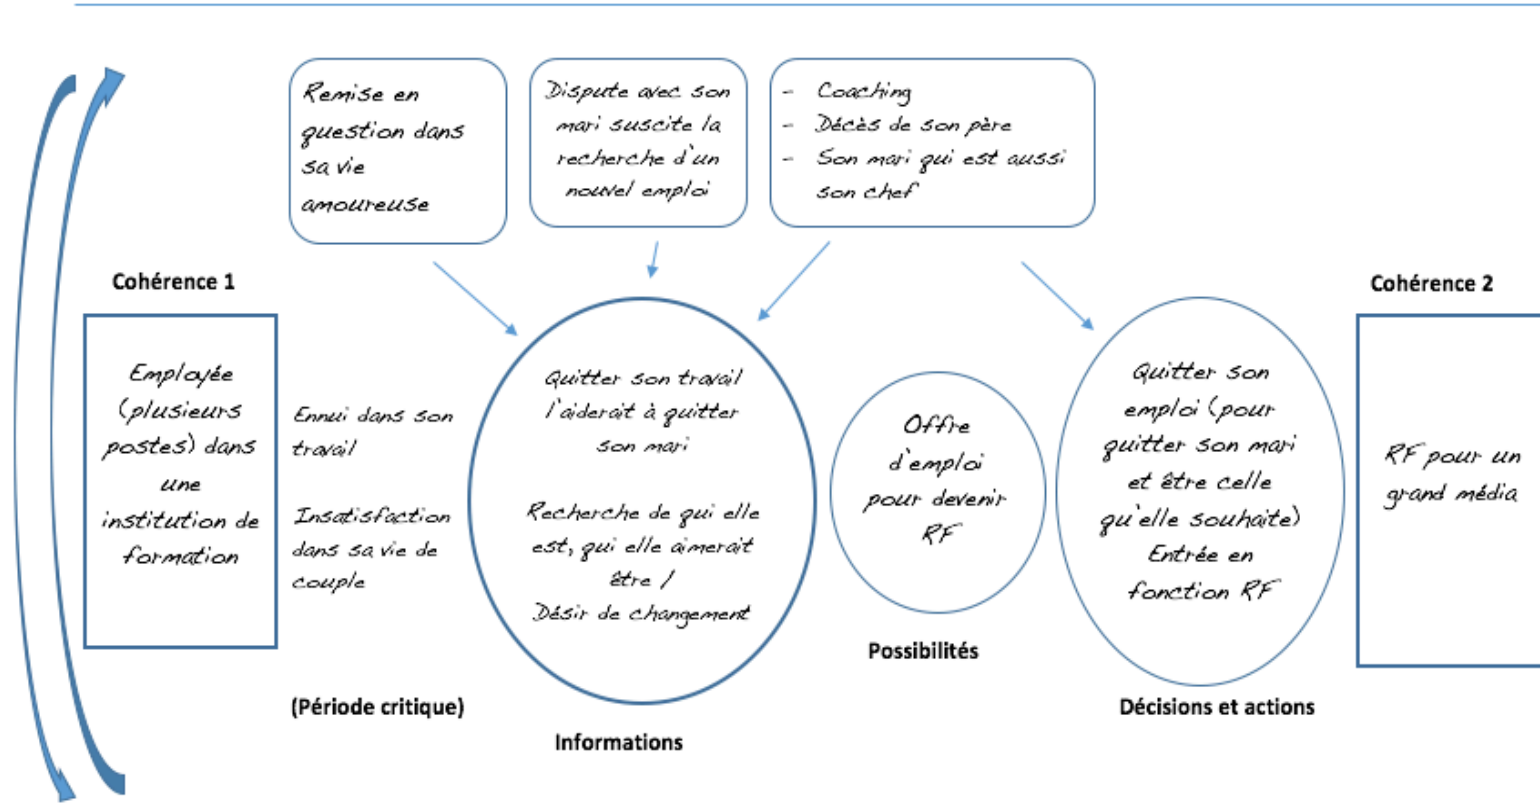 Remise en
question dans
sa vie
amoureuse
Dispute avec son
mari suscite la
recherche d'un
nouvel emploi
- Coaching
- Décès de son père
- Son mari qui est aussi
son chef
Cohérence 1
Employée
(plusieurs
postes) dans
une
institution de
formation
Ennui dans son
travail
Insatisfaction
dans sa vie de
couple
(Période critique)
Quitter son travail
l'aiderait à quitter
son mari
Recherche de qui elle
est, qui elle aimerait
être /
Désir de changement
Informations
Offre
d'emploi
pour devenir
RF
Possibilités
Quitter son
emploi (pour
quitter son mari
et être celle
qu'elle souhaite)
Entrée en
fonction RF
Décisions et actions
Cohérence 2
RF pour un
grand média